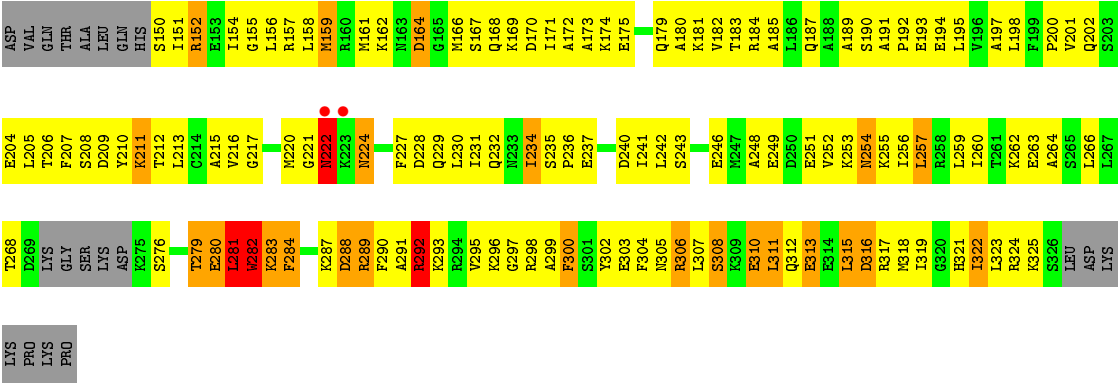 ASP VAL GLN THR ALA LEU GLN HIS S150 I151 R152 E153 I154 G155 L156 R157 L158 M159 R160 M161 K162 N163 D164 G165 M166 S167 Q168 K169 D170 I171 A172 A173 K174 E175 Q179 A180 K181 V182 T183 R184 A185 L186 Q187 A188 A189 S190 A191 P192 E193 E194 L195 V196 A197 L198 F199 P200 V201 Q202 S203
E204 L205 T206 F207 S208 D209 Y210 K211 T212 L213 C214 A215 V216 G217 M220 G221 N222 K223 N224 F227 D228 Q229 L230 I231 Q232 N233 I234 S235 P236 E237 D240 I241 L242 S243 E246 M247 A248 E249 D250 E251 V252 K253 N254 K255 I256 L257 R258 L259 I260 T261 K262 E263 A264 S265 L266 L267
T268 D269 LYS GLY SER LYS ASP K275 S276 T279 E280 L281 W282 K283 F284 K287 D288 R289 F290 A291 R292 K293 R294 V295 K296 G297 R298 A299 F300 S301 Y302 E303 F304 N305 R306 L307 S308 K309 E310 L311 Q312 E313 E314 L315 D316 R317 M318 I319 G320 H321 I322 L323 R324 K325 S326 LEU ASP LYS
LYS PRO LYS PRO